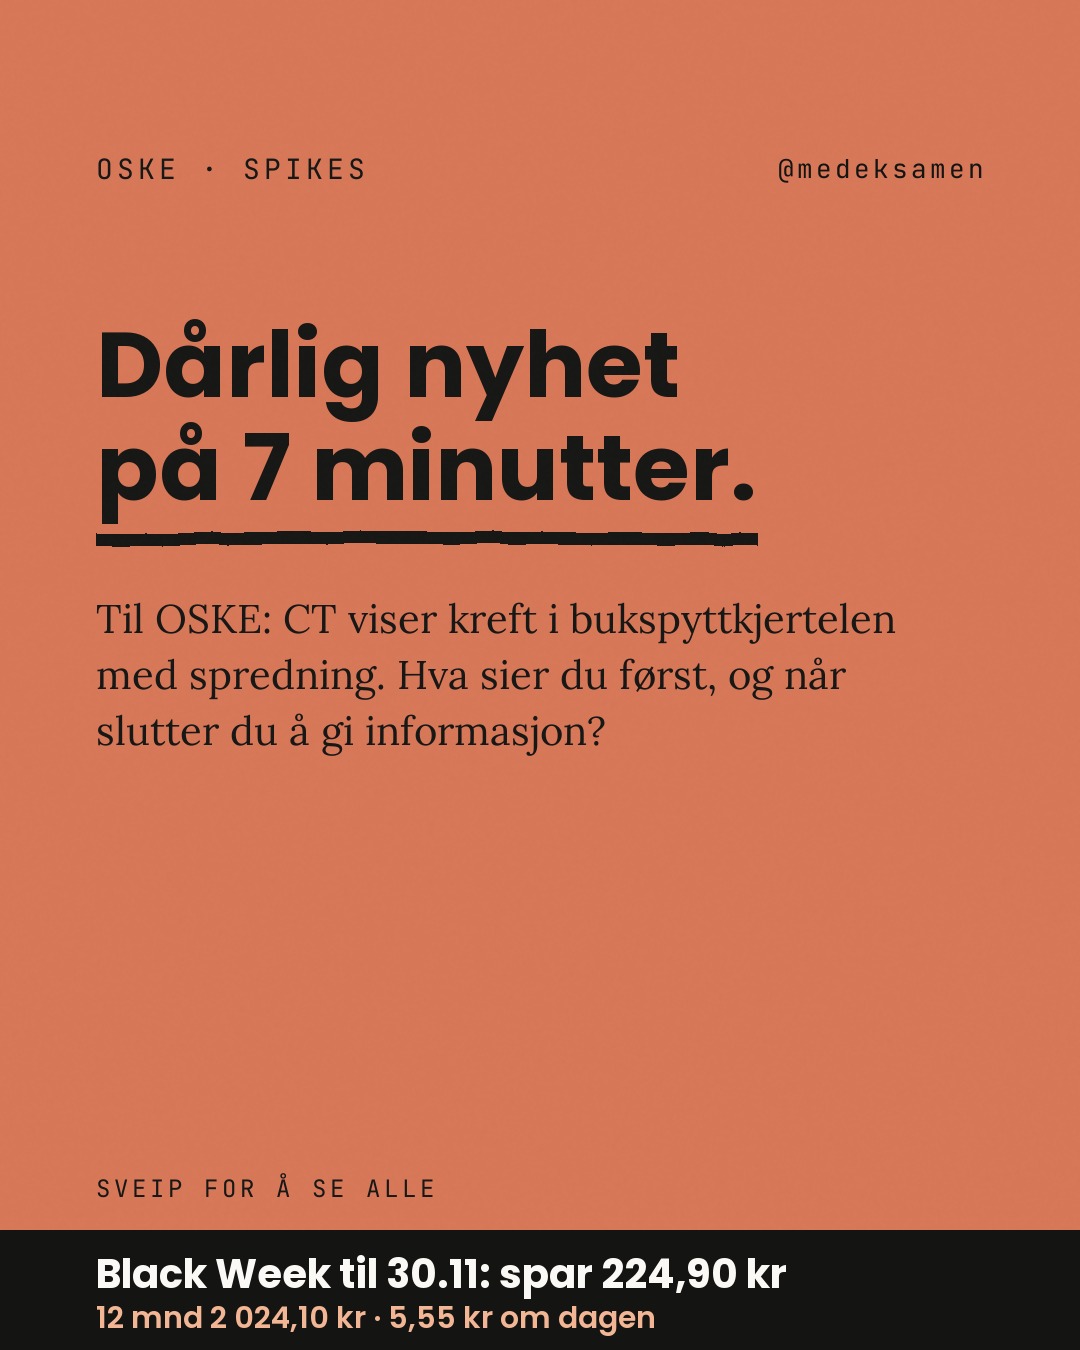 OSKE · SPIKES
@medeksamen
Dårlig nyhet
på 7 minutter.
Til OSKE: CT viser kreft i bukspyttkjertelen
med spredning. Hva sier du først, og når
slutter du å gi informasjon?
SVEIP FOR Å SE ALLE
Black Week til 30.11: spar 224,90 kr
12 mnd 2 024,10 kr · 5,55 kr om dagen